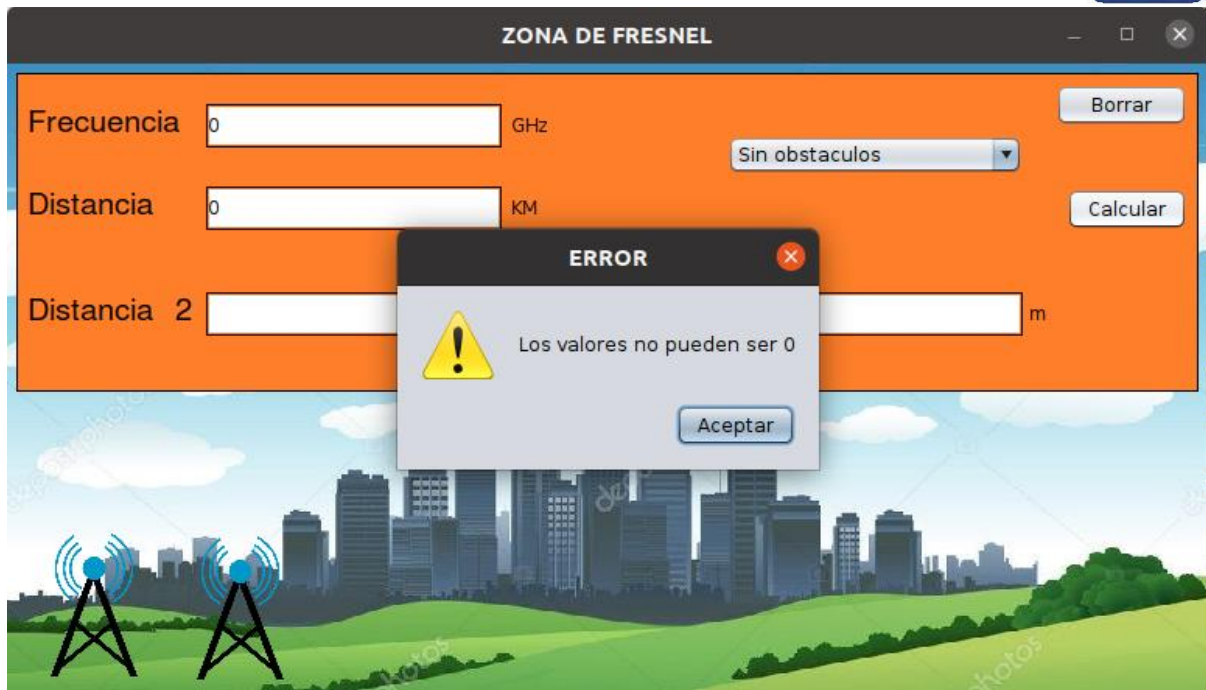 ZONA DE FRESNEL
Frecuencia 0 GHz
Borrar
Sin obstaculos
Distancia 0 KM
Calcular
ERROR
Distancia 2
m
Los valores no pueden ser 0
Aceptar